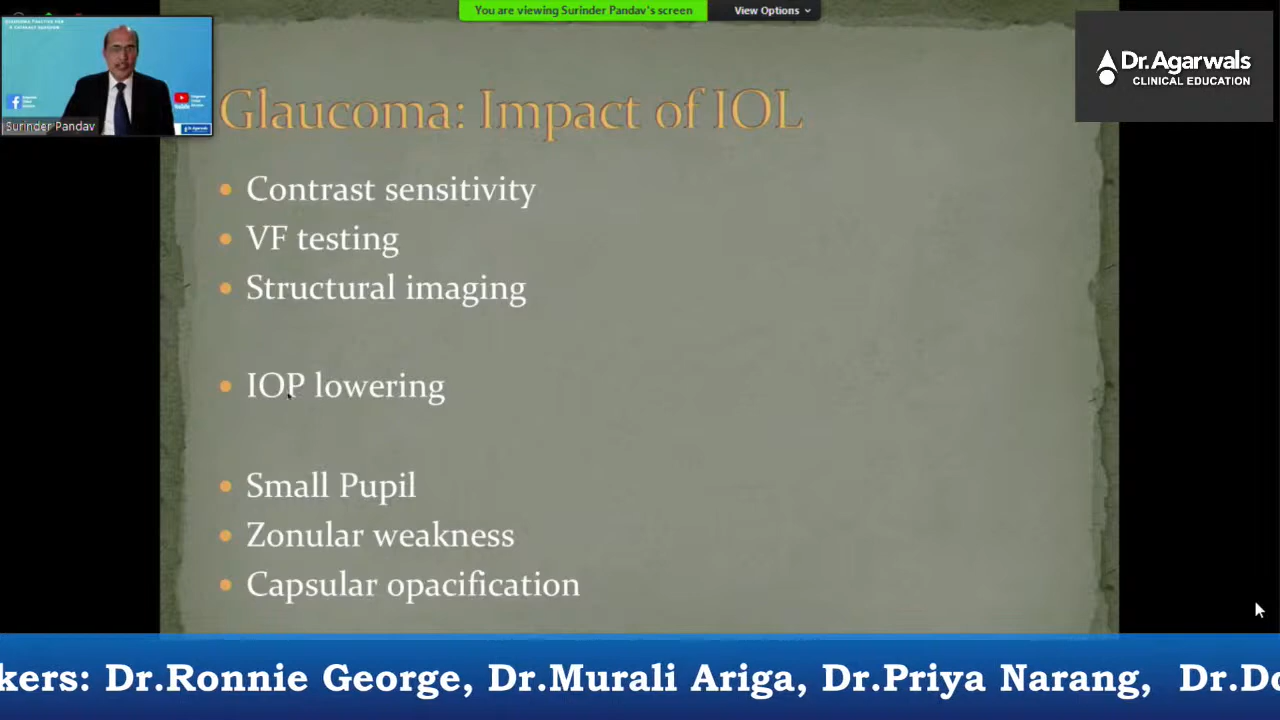 You are viewing Surinder Pandav's screen
View Options
Surinder Pandav
Dr.Agarwals
CLINICAL EDUCATION
Glaucoma: Impact of IOL
Contrast sensitivity
VF testing
Structural imaging
IOP lowering
Small Pupil
Zonular weakness
Capsular opacification
kers: Dr.Ronnie George, Dr.Murali Ariga, Dr.Priya Narang, Dr.Do